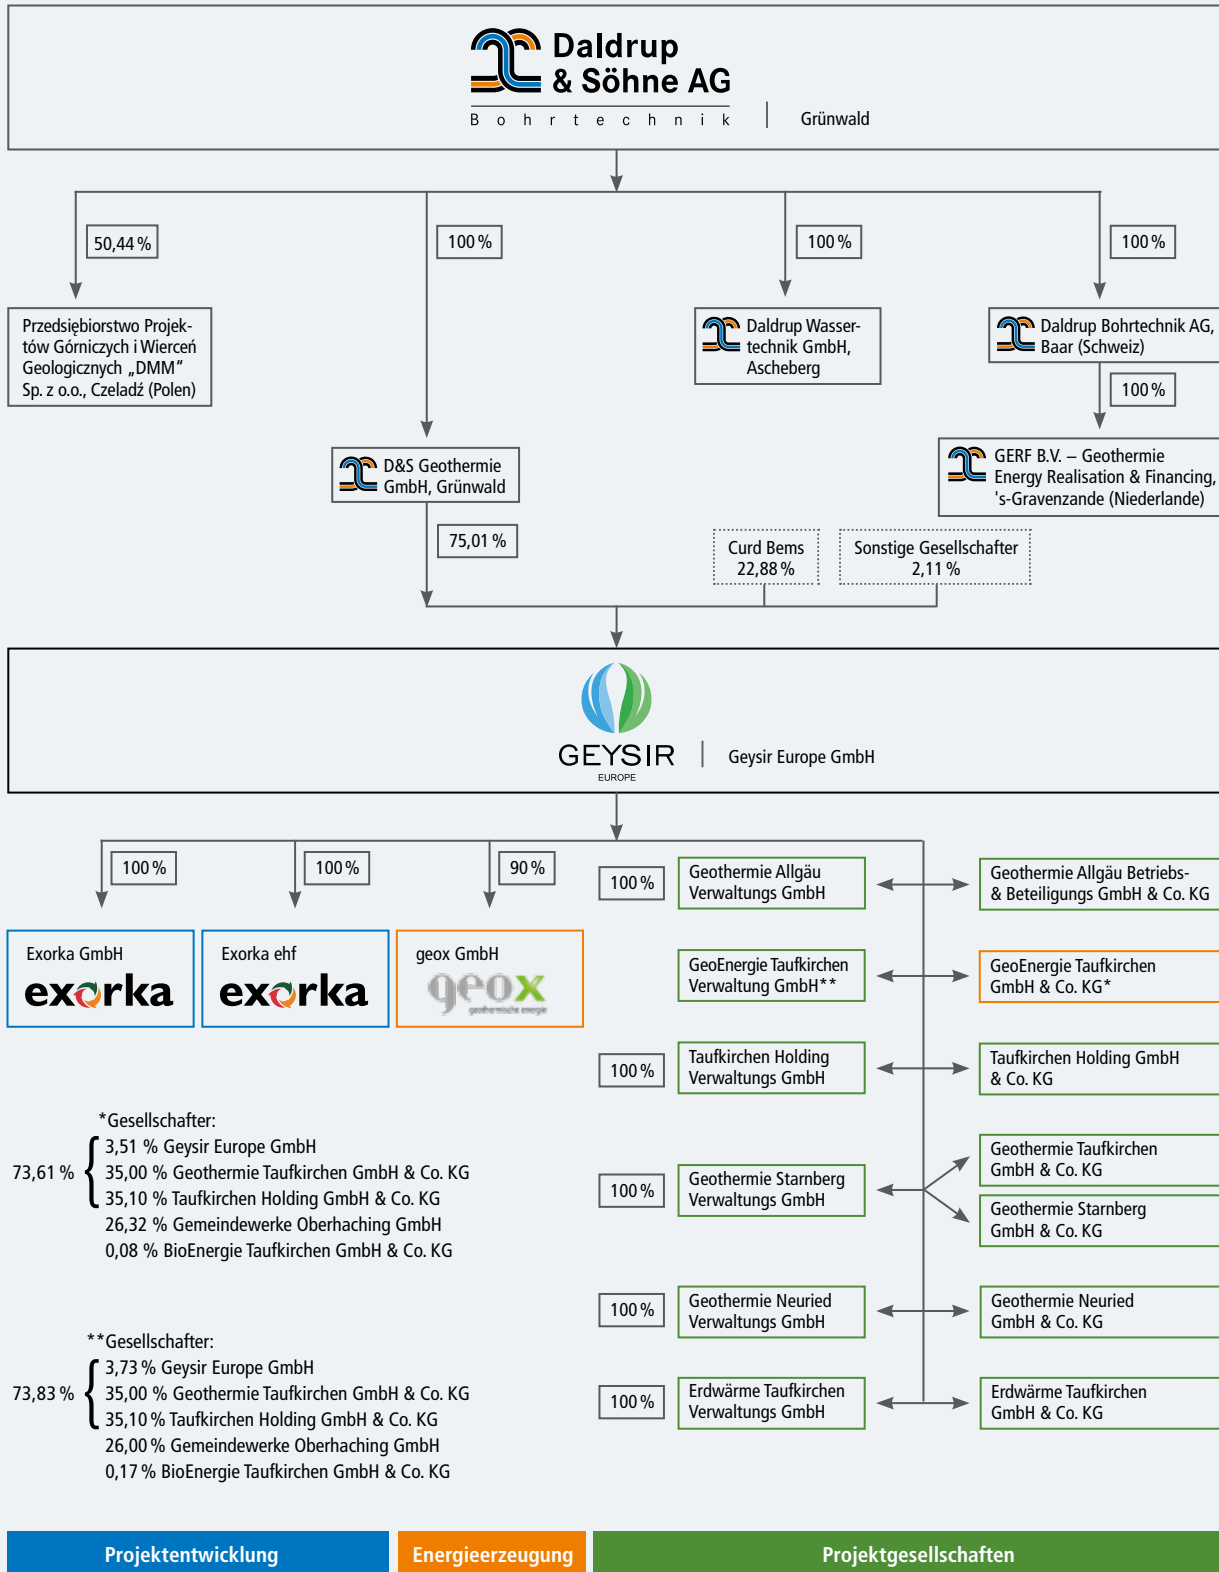 Daldrup
& Söhne AG
Bohrtechnik
Grünwald
50,44 %
100 %
100 %
100 %
Przedsiębiorstwo Projek-
tów Górniczych i Wierceń
Geologicznych „DMM“
Sp. z o.o., Czeladź (Polen)
Daldrup Wasser-
technik GmbH,
Ascheberg
Daldrup Bohrtechnik AG,
Baar (Schweiz)
100 %
D&S Geothermie
GmbH, Grünwald
GERF B.V. – Geothermie
Energy Realisation & Financing,
's-Gravenzande (Niederlande)
75,01 %
Curd Bems
22,88 %
Sonstige Gesellschafter
2,11 %
GEYSIR
EUROPE
Geysir Europe GmbH
100 %
100 %
90 %
Exorka GmbH
exorka
Exorka ehf
exorka
geox GmbH
geox
geothermische energie
100 %
Geothermie Allgäu
Verwaltungs GmbH
Geothermie Allgäu Betriebs-
& Beteiligungs GmbH & Co. KG
GeoEnergie Taufkirchen
Verwaltung GmbH**
GeoEnergie Taufkirchen
GmbH & Co. KG*
100 %
Taufkirchen Holding
Verwaltungs GmbH
Taufkirchen Holding GmbH
& Co. KG
100 %
Geothermie Starnberg
Verwaltungs GmbH
Geothermie Taufkirchen
GmbH & Co. KG
Geothermie Starnberg
GmbH & Co. KG
100 %
Geothermie Neuried
Verwaltungs GmbH
Geothermie Neuried
GmbH & Co. KG
100 %
Erdwärme Taufkirchen
Verwaltungs GmbH
Erdwärme Taufkirchen
GmbH & Co. KG
*Gesellschafter:
73,61 %
3,51 % Geysir Europe GmbH
35,00 % Geothermie Taufkirchen GmbH & Co. KG
35,10 % Taufkirchen Holding GmbH & Co. KG
26,32 % Gemeindewerke Oberhaching GmbH
0,08 % BioEnergie Taufkirchen GmbH & Co. KG
**Gesellschafter:
73,83 %
3,73 % Geysir Europe GmbH
35,00 % Geothermie Taufkirchen GmbH & Co. KG
35,10 % Taufkirchen Holding GmbH & Co. KG
26,00 % Gemeindewerke Oberhaching GmbH
0,17 % BioEnergie Taufkirchen GmbH & Co. KG
Projektentwicklung
Energieerzeugung
Projektgesellschaften